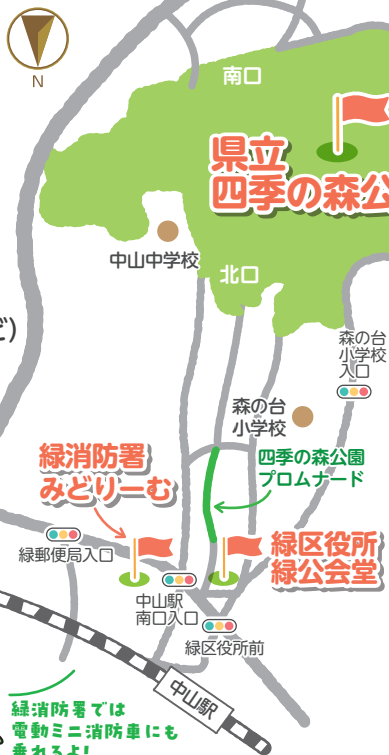 N
南口
県立
四季の森公
中山中学校
北口
森の台
小学校
入口
森の台
小学校
四季の森公園
プロムナード
緑消防署
みどりーむ
緑郵便局入口
中山駅
南口入口
緑区役所
緑公会堂
緑区役所前
中山駅
緑消防署では
電動ミニ消防車にも
乗れるよ!